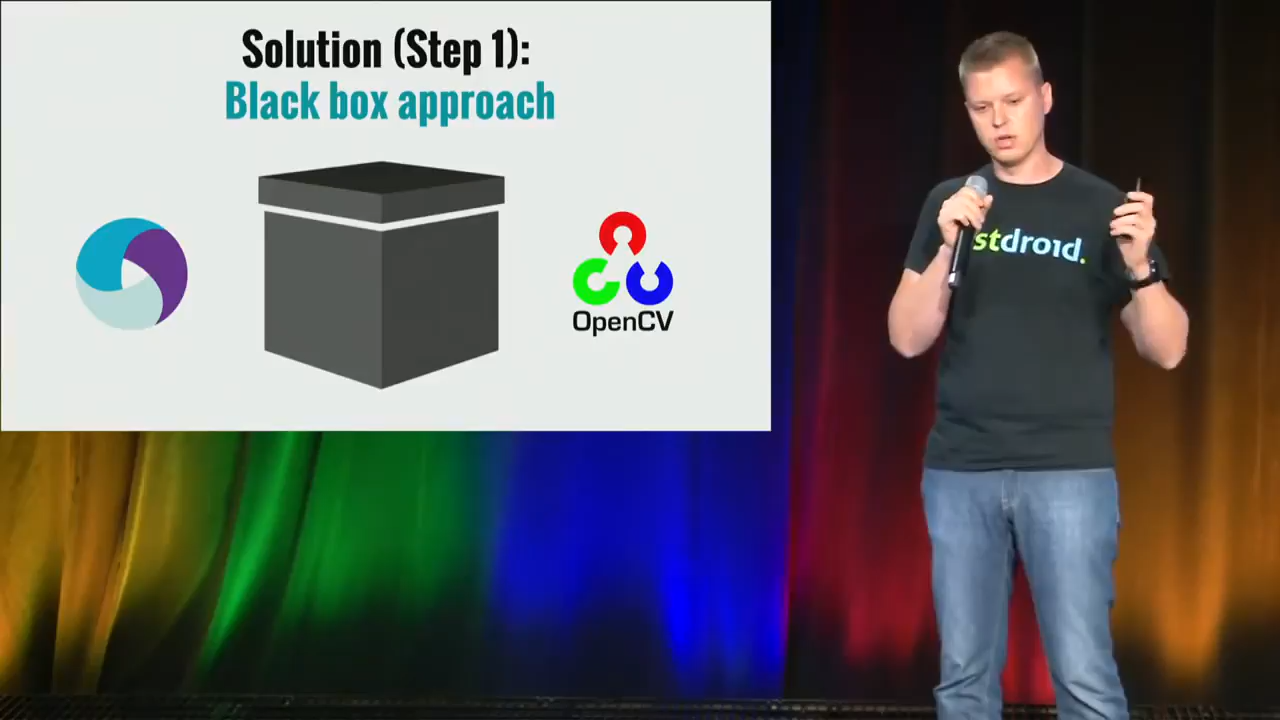 Solution (Step 1):
Black box approach
OpenCV
stdroid.